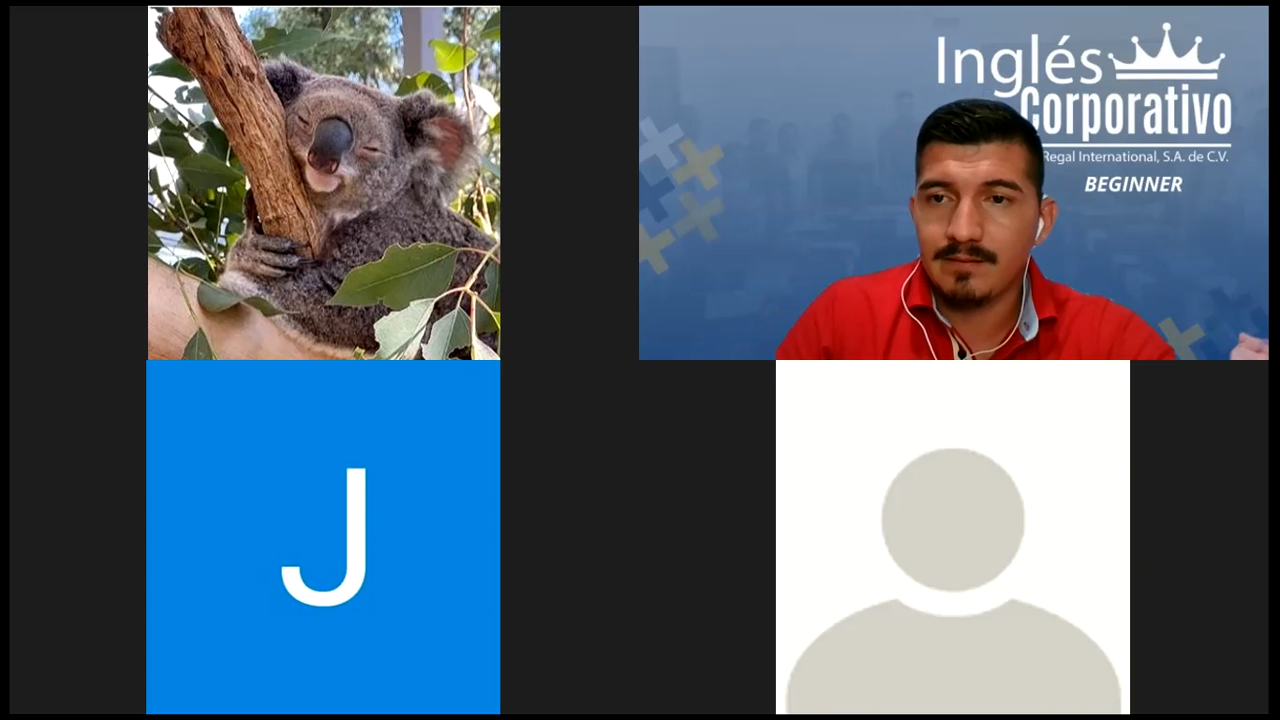 Inglés
Corporativo
Regal International, S.A. de C.V.
BEGINNER
J